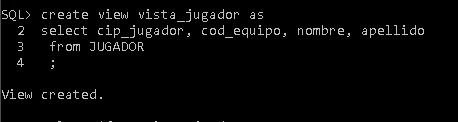 SQL> create view vista_jugador as
2 select cip_jugador, cod_equipo, nombre, apellido
3 from JUGADOR
4 ;
View created.